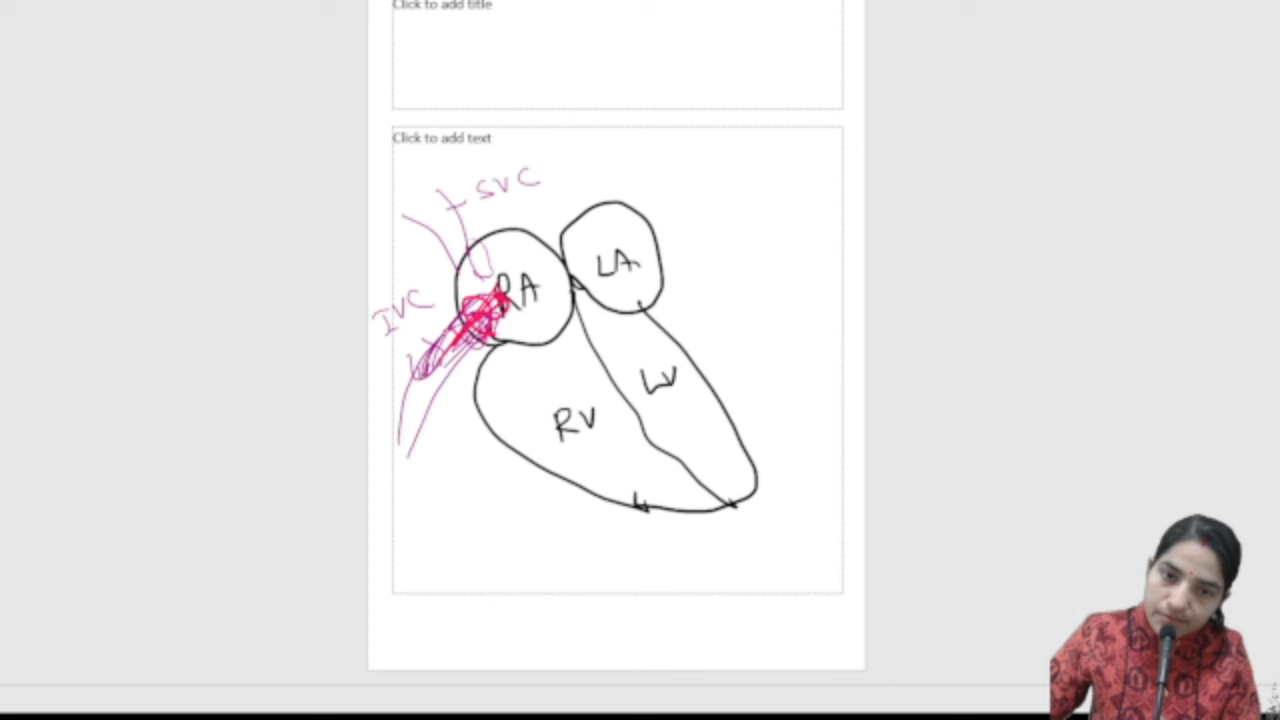 Click to add title
Click to add text
SVC
LA
RA
IVC
LV
RV